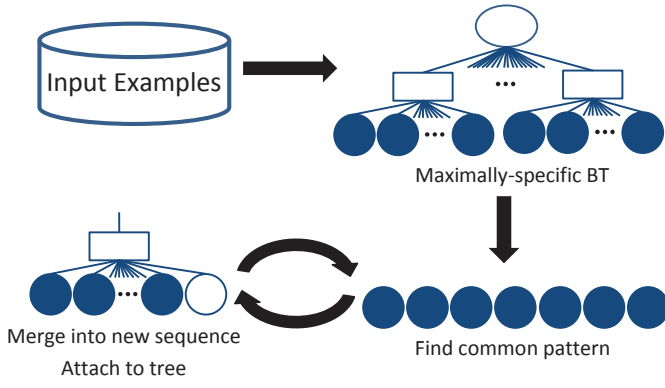 Input Examples
Maximally-specific BT
Merge into new sequence
Attach to tree
Find common pattern